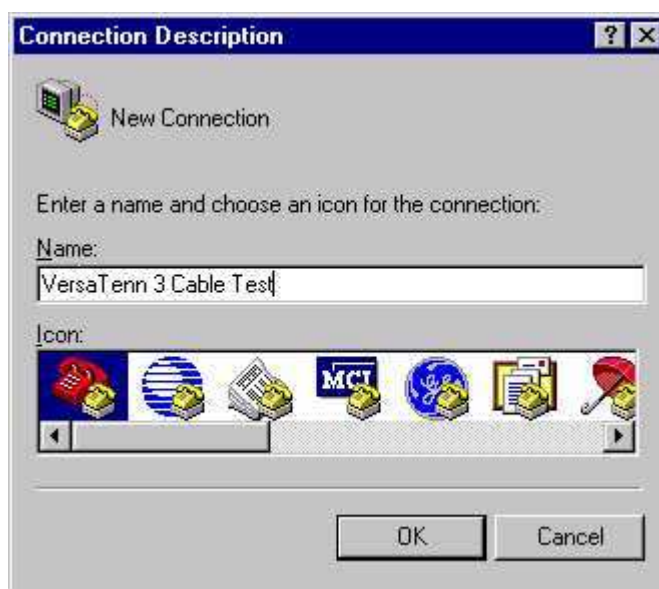 Connection Description
New Connection
Enter a name and choose an icon for the connection:
Name:
VersaTenn 3 Cable Test
Icon:
MCI
OK Cancel